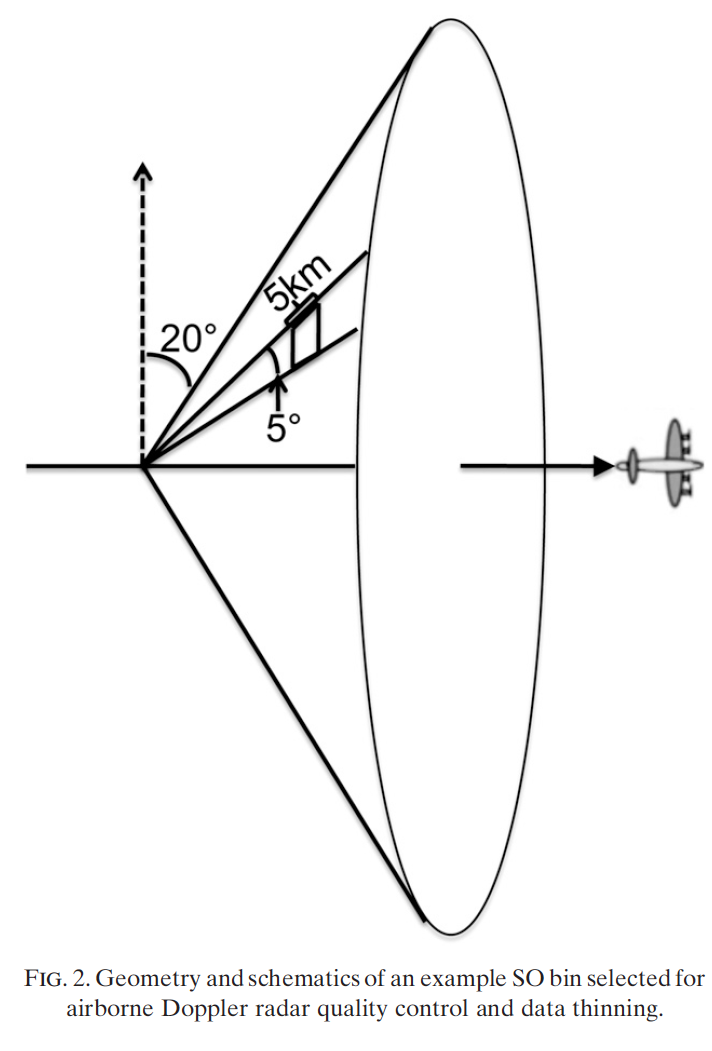 5km
20°
5°
FIG. 2. Geometry and schematics of an example SO bin selected for
airborne Doppler radar quality control and data thinning.